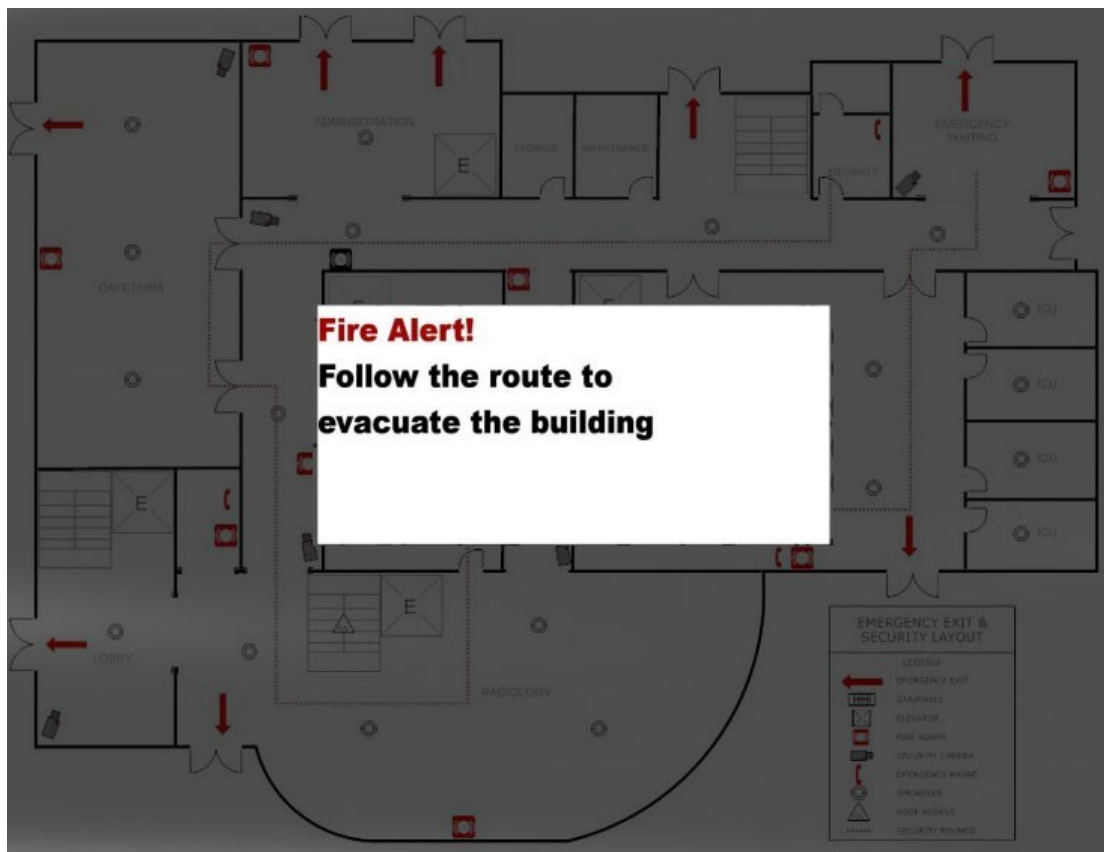 Fire Alert!
Follow the route to
evacuate the building
ADMINISTRATION
E
STORAGE
MAINTENANCE
SECURITY
EMERGENCY
WAITING
CAFETERIA
ICU
ICU
ICU
ICU
E
E
LOBBY
RADIOLOGY
EMERGENCY EXIT &
SECURITY LAYOUT
LEGEND
EMERGENCY EXIT
STAIRWELL
ELEVATOR
FIRE ALARM
SECURITY CAMERA
EMERGENCY PHONE
SPRINKLER
ROOF ACCESS
SECURITY ROUNDS